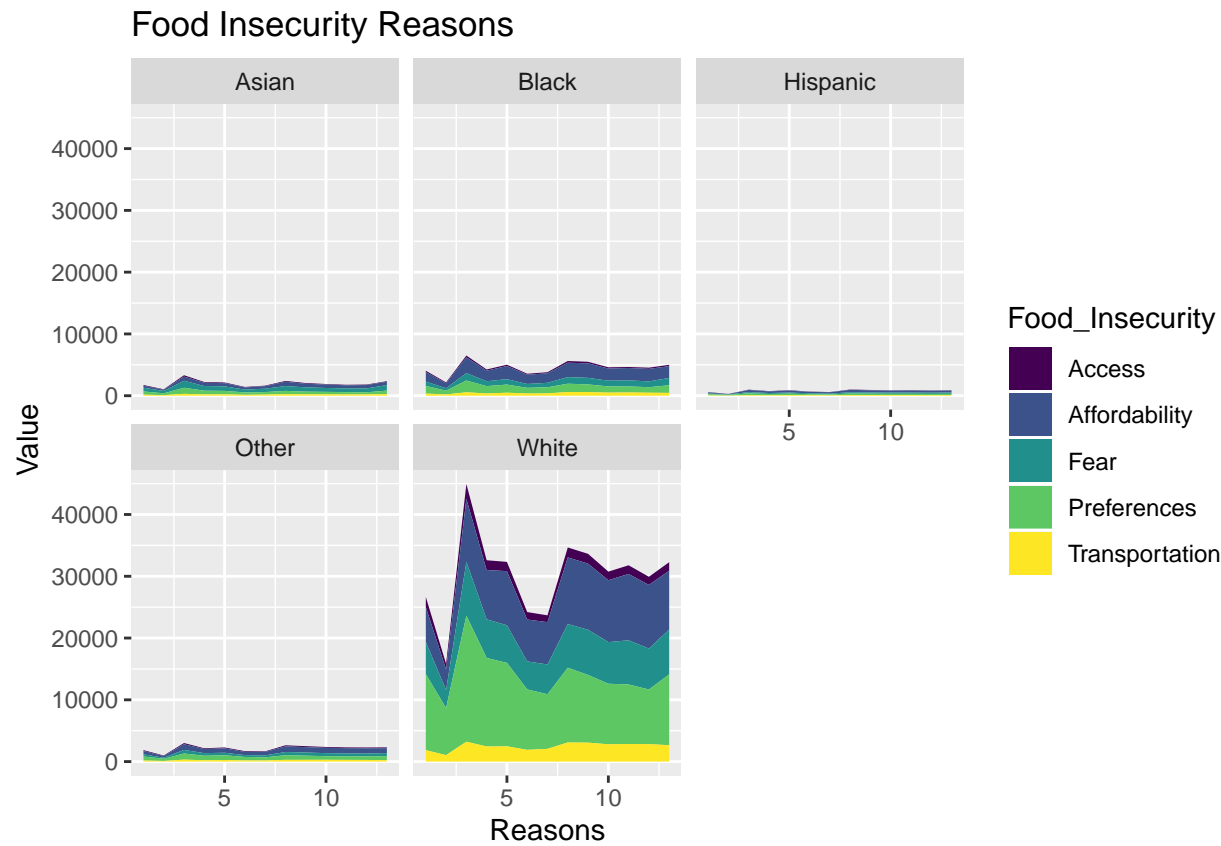 Food Insecurity Reasons
Asian
Black
Hispanic
40000
30000
20000
10000
0
5
10
Other
White
40000
30000
20000
10000
0
5
10
5
10
Value
Reasons
Food_Insecurity
Access
Affordability
Fear
Preferences
Transportation